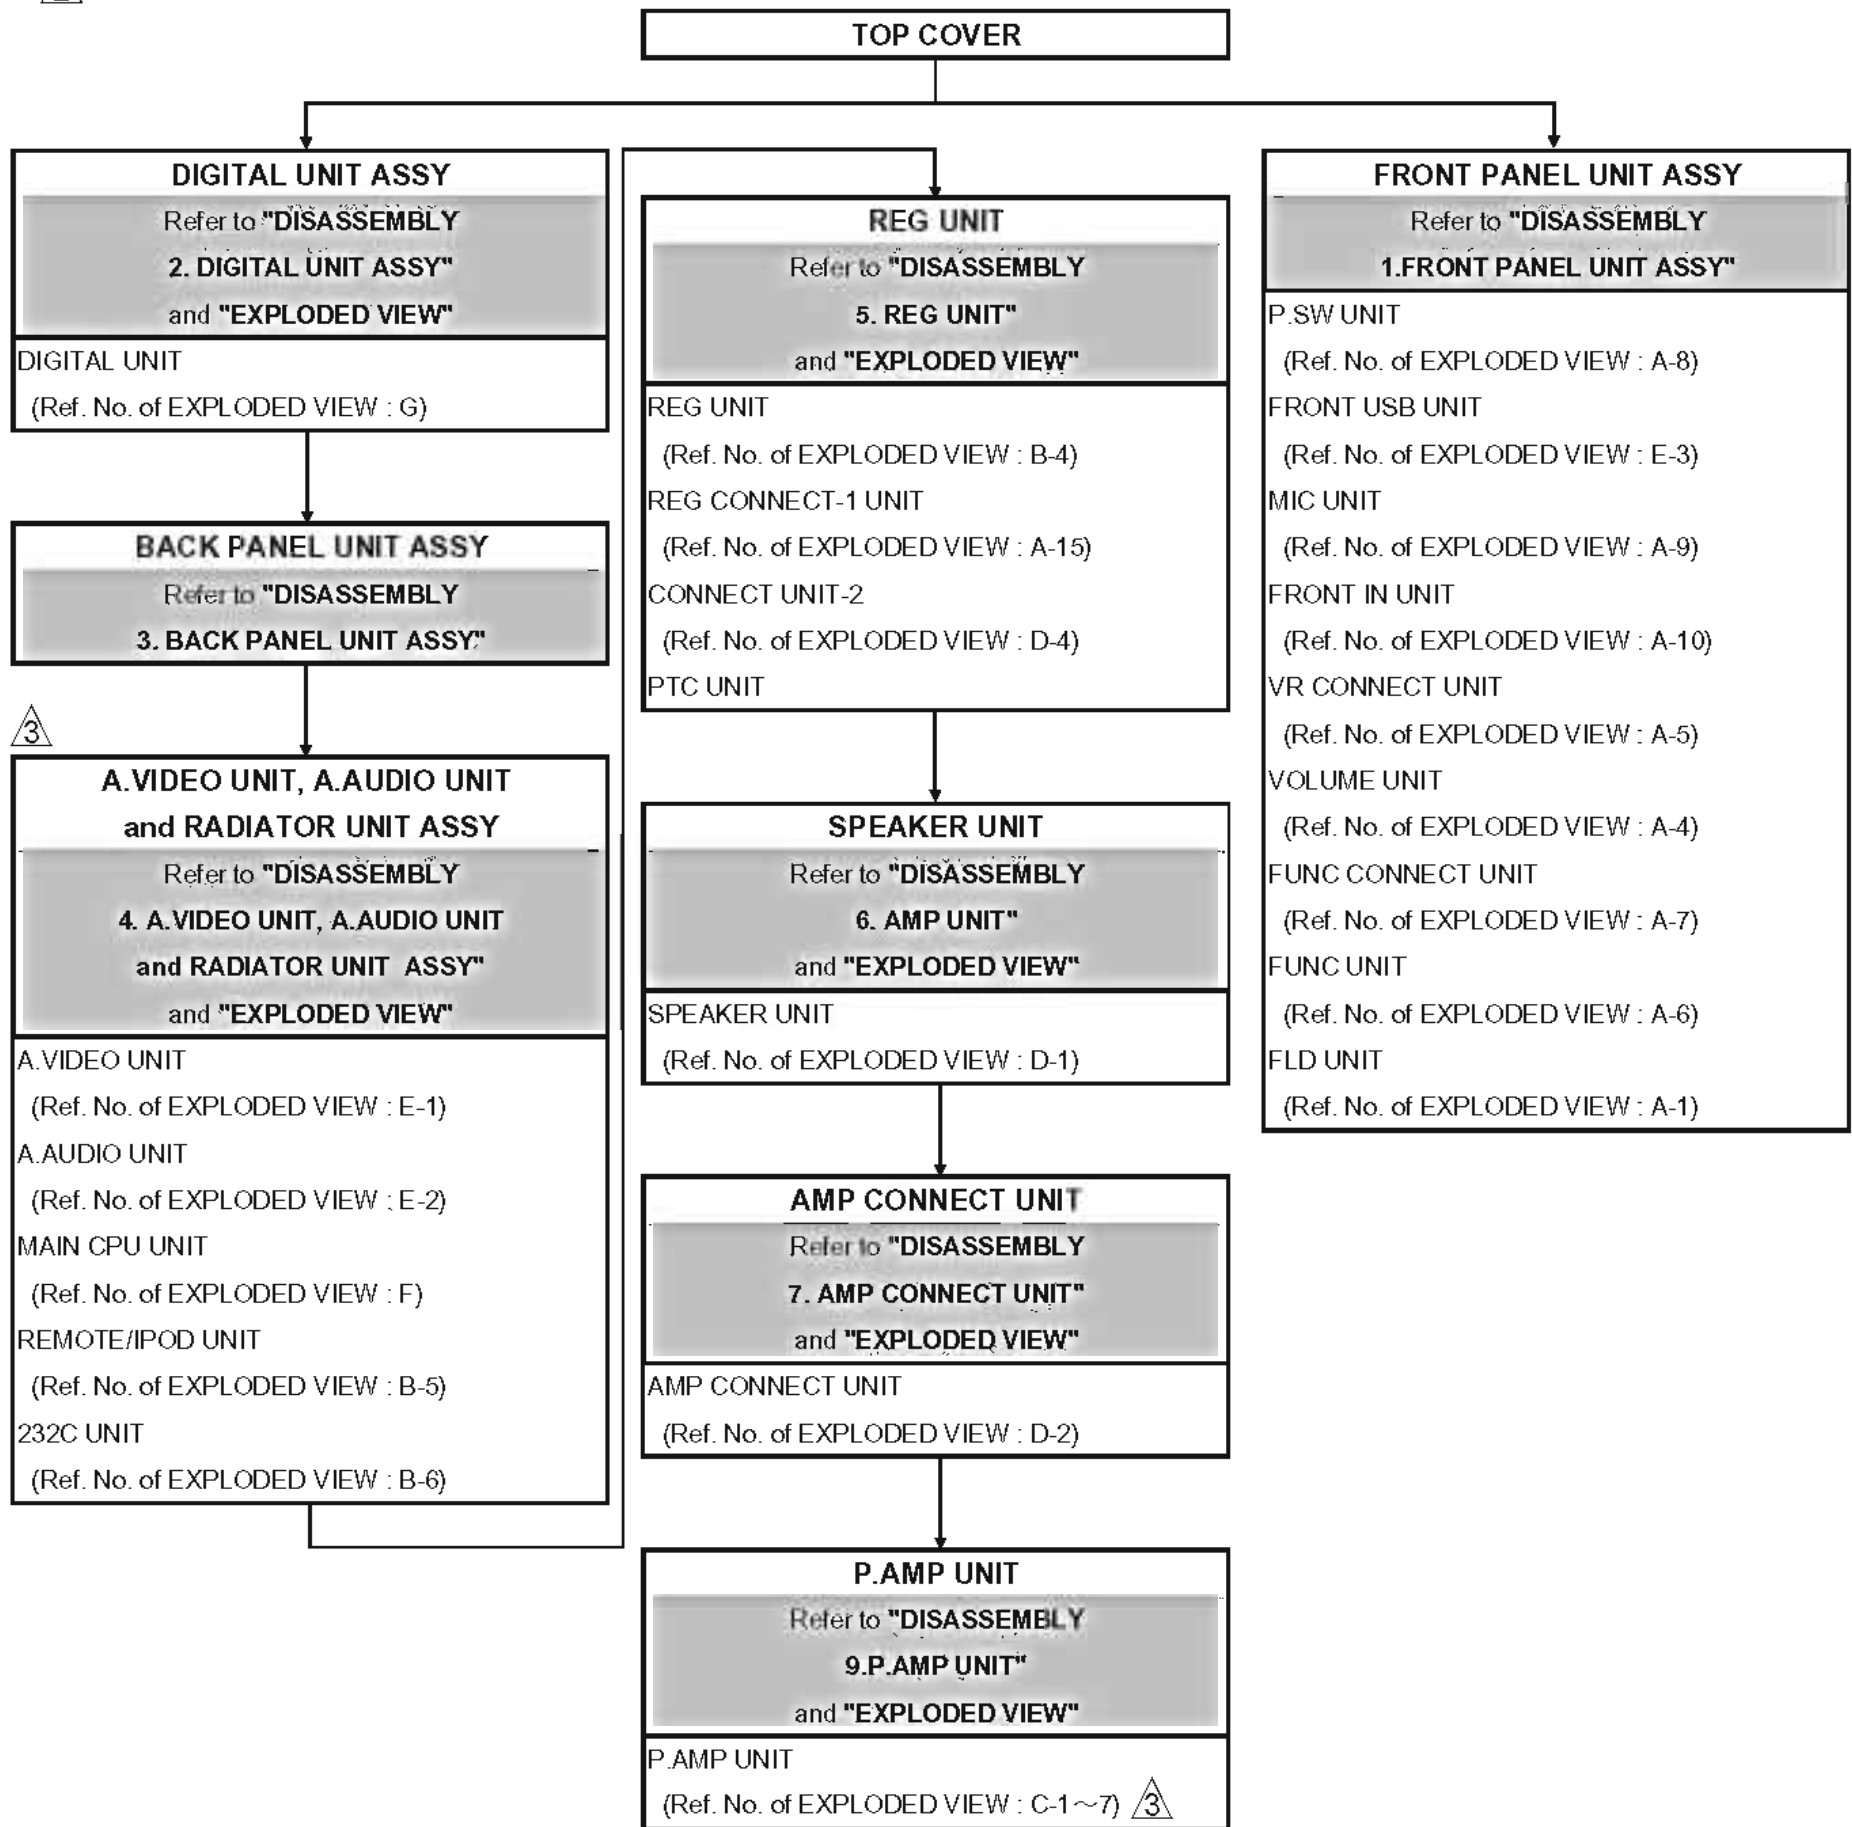 TOP COVER
DIGITAL UNIT ASSY
Refer to "DISASSEMBLY
2. DIGITAL UNIT ASSY"
and "EXPLODED VIEW"
DIGITAL UNIT
(Ref. No. of EXPLODED VIEW : G)
BACK PANEL UNIT ASSY
Refer to "DISASSEMBLY
3. BACK PANEL UNIT ASSY"
3
A.VIDEO UNIT, A.AUDIO UNIT
and RADIATOR UNIT ASSY
Refer to "DISASSEMBLY
4. A.VIDEO UNIT, A.AUDIO UNIT
and RADIATOR UNIT ASSY"
and "EXPLODED VIEW"
A.VIDEO UNIT
(Ref. No. of EXPLODED VIEW : E-1)
A.AUDIO UNIT
(Ref. No. of EXPLODED VIEW : E-2)
MAIN CPU UNIT
(Ref. No. of EXPLODED VIEW : F)
REMOTE/IPOD UNIT
(Ref. No. of EXPLODED VIEW : B-5)
232C UNIT
(Ref. No. of EXPLODED VIEW : B-6)
REG UNIT
Refer to "DISASSEMBLY
5. REG UNIT"
and "EXPLODED VIEW"
REG UNIT
(Ref. No. of EXPLODED VIEW : B-4)
REG CONNECT-1 UNIT
(Ref. No. of EXPLODED VIEW : A-15)
CONNECT UNIT-2
(Ref. No. of EXPLODED VIEW : D-4)
PTC UNIT
SPEAKER UNIT
Refer to "DISASSEMBLY
6. AMP UNIT"
and "EXPLODED VIEW"
SPEAKER UNIT
(Ref. No. of EXPLODED VIEW : D-1)
AMP CONNECT UNIT
Refer to "DISASSEMBLY
7. AMP CONNECT UNIT"
and "EXPLODED VIEW"
AMP CONNECT UNIT
(Ref. No. of EXPLODED VIEW : D-2)
P.AMP UNIT
Refer to "DISASSEMBLY
9.P.AMP UNIT"
and "EXPLODED VIEW"
P.AMP UNIT
(Ref. No. of EXPLODED VIEW : C-1～7) 3
FRONT PANEL UNIT ASSY
Refer to "DISASSEMBLY
1.FRONT PANEL UNIT ASSY"
P.SW UNIT
(Ref. No. of EXPLODED VIEW : A-8)
FRONT USB UNIT
(Ref. No. of EXPLODED VIEW : E-3)
MIC UNIT
(Ref. No. of EXPLODED VIEW : A-9)
FRONT IN UNIT
(Ref. No. of EXPLODED VIEW : A-10)
VR CONNECT UNIT
(Ref. No. of EXPLODED VIEW : A-5)
VOLUME UNIT
(Ref. No. of EXPLODED VIEW : A-4)
FUNC CONNECT UNIT
(Ref. No. of EXPLODED VIEW : A-7)
FUNC UNIT
(Ref. No. of EXPLODED VIEW : A-6)
FLD UNIT
(Ref. No. of EXPLODED VIEW : A-1)